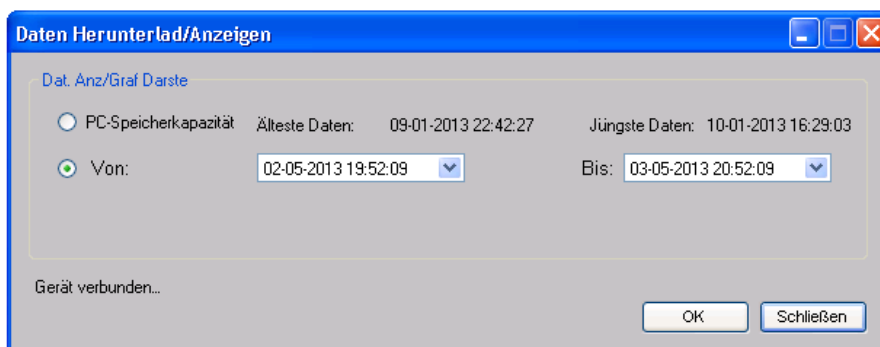 Daten Herunterlad/Anzeigen
Dat. Anz/Graf Darste
PC-Speicherkapazität Älteste Daten: 09-01-2013 22:42:27 Jüngste Daten: 10-01-2013 16:29:03
Von: 02-05-2013 19:52:09 Bis: 03-05-2013 20:52:09
Gerät verbunden...
OK Schließen